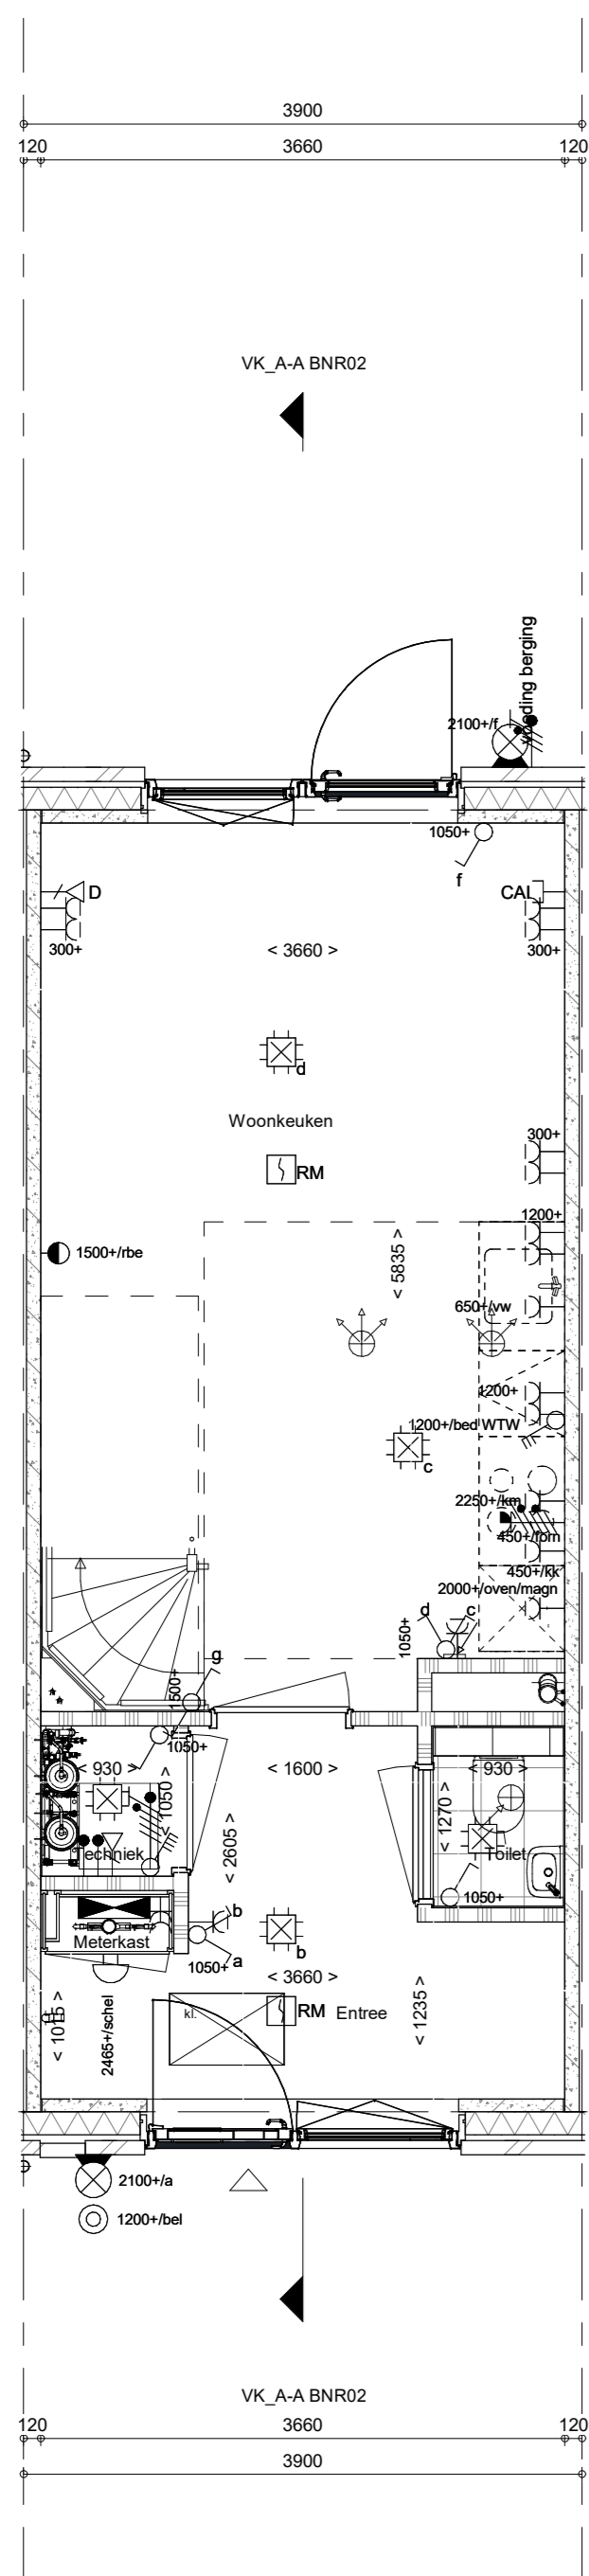 3900
120 3660 120
VK_A-A BNR02
voeding berging
2100+/f
1050+
f
D CAI
300+ < 3660 > 300+
d
Woonkeuken
300+
RM
1200+
1500+/rbe
< 5835 >
650+/vw
1200+
1200+/bed WTW
c
2250+/km
450+/forn
450+/kk
2000+/oven/magn
d c
1050+
g
1500+
1050+
< 930 > < 1600 > < 930 >
< 1050 >
< 1270 >
< 2605 >
Techniek Toilet
1050+
b
Meterkast b
1050+ a
< 3660 >
< 1015 >
2465+/schel
kl. RM Entree
< 1235 >
2100+/a
1200+/bel
VK_A-A BNR02
120 3660 120
3900